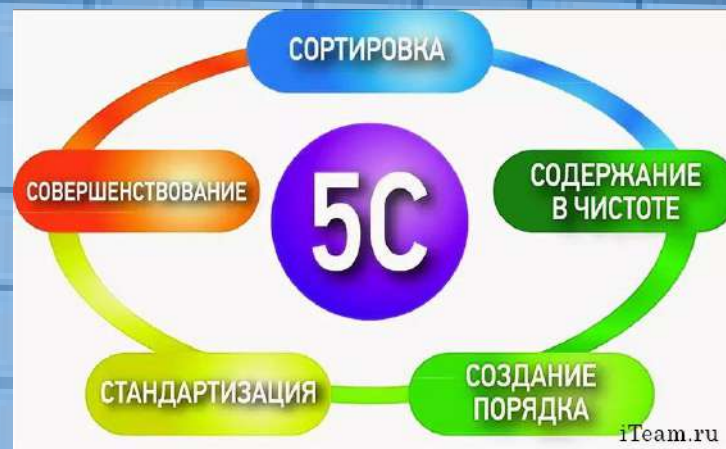 СОРТИРОВКА
СОДЕРЖАНИЕ
В ЧИСТОТЕ
СОЗДАНИЕ
ПОРЯДКА
СТАНДАРТИЗАЦИЯ
СОВЕРШЕНСТВОВАНИЕ
5С
iTeam.ru